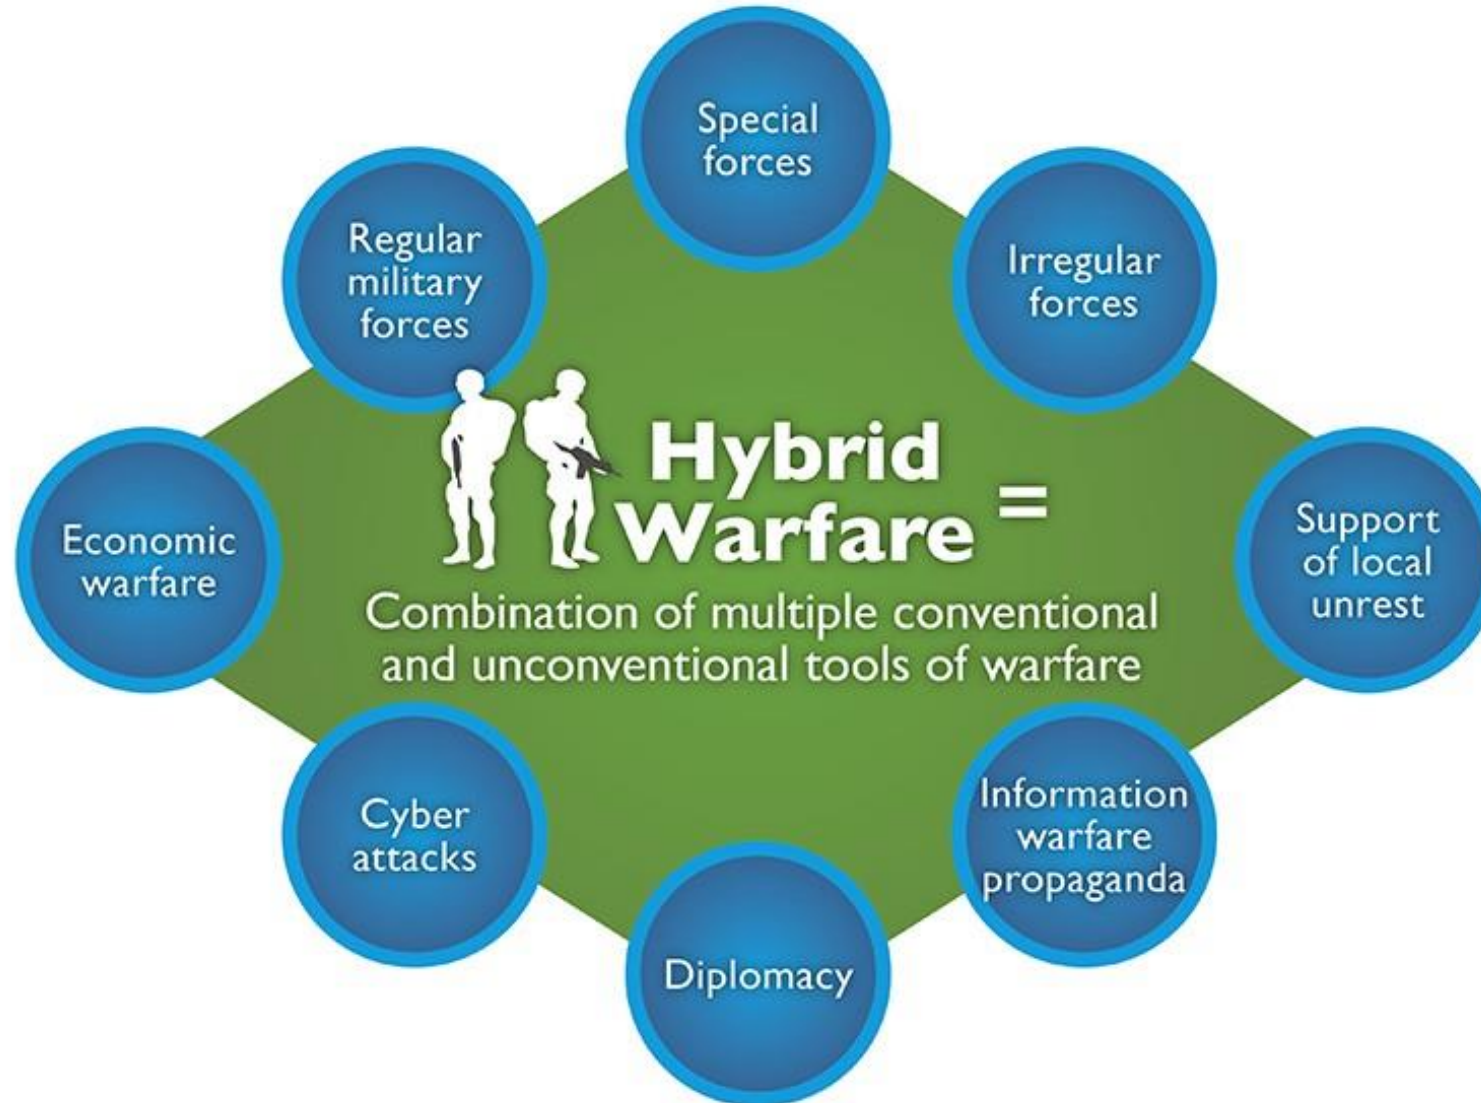 Special
forces
Regular
military
forces
Irregular
forces
Hybrid
Warfare =
Economic
warfare
Support
of local
unrest
Combination of multiple conventional
and unconventional tools of warfare
Cyber
attacks
Information
warfare
propaganda
Diplomacy